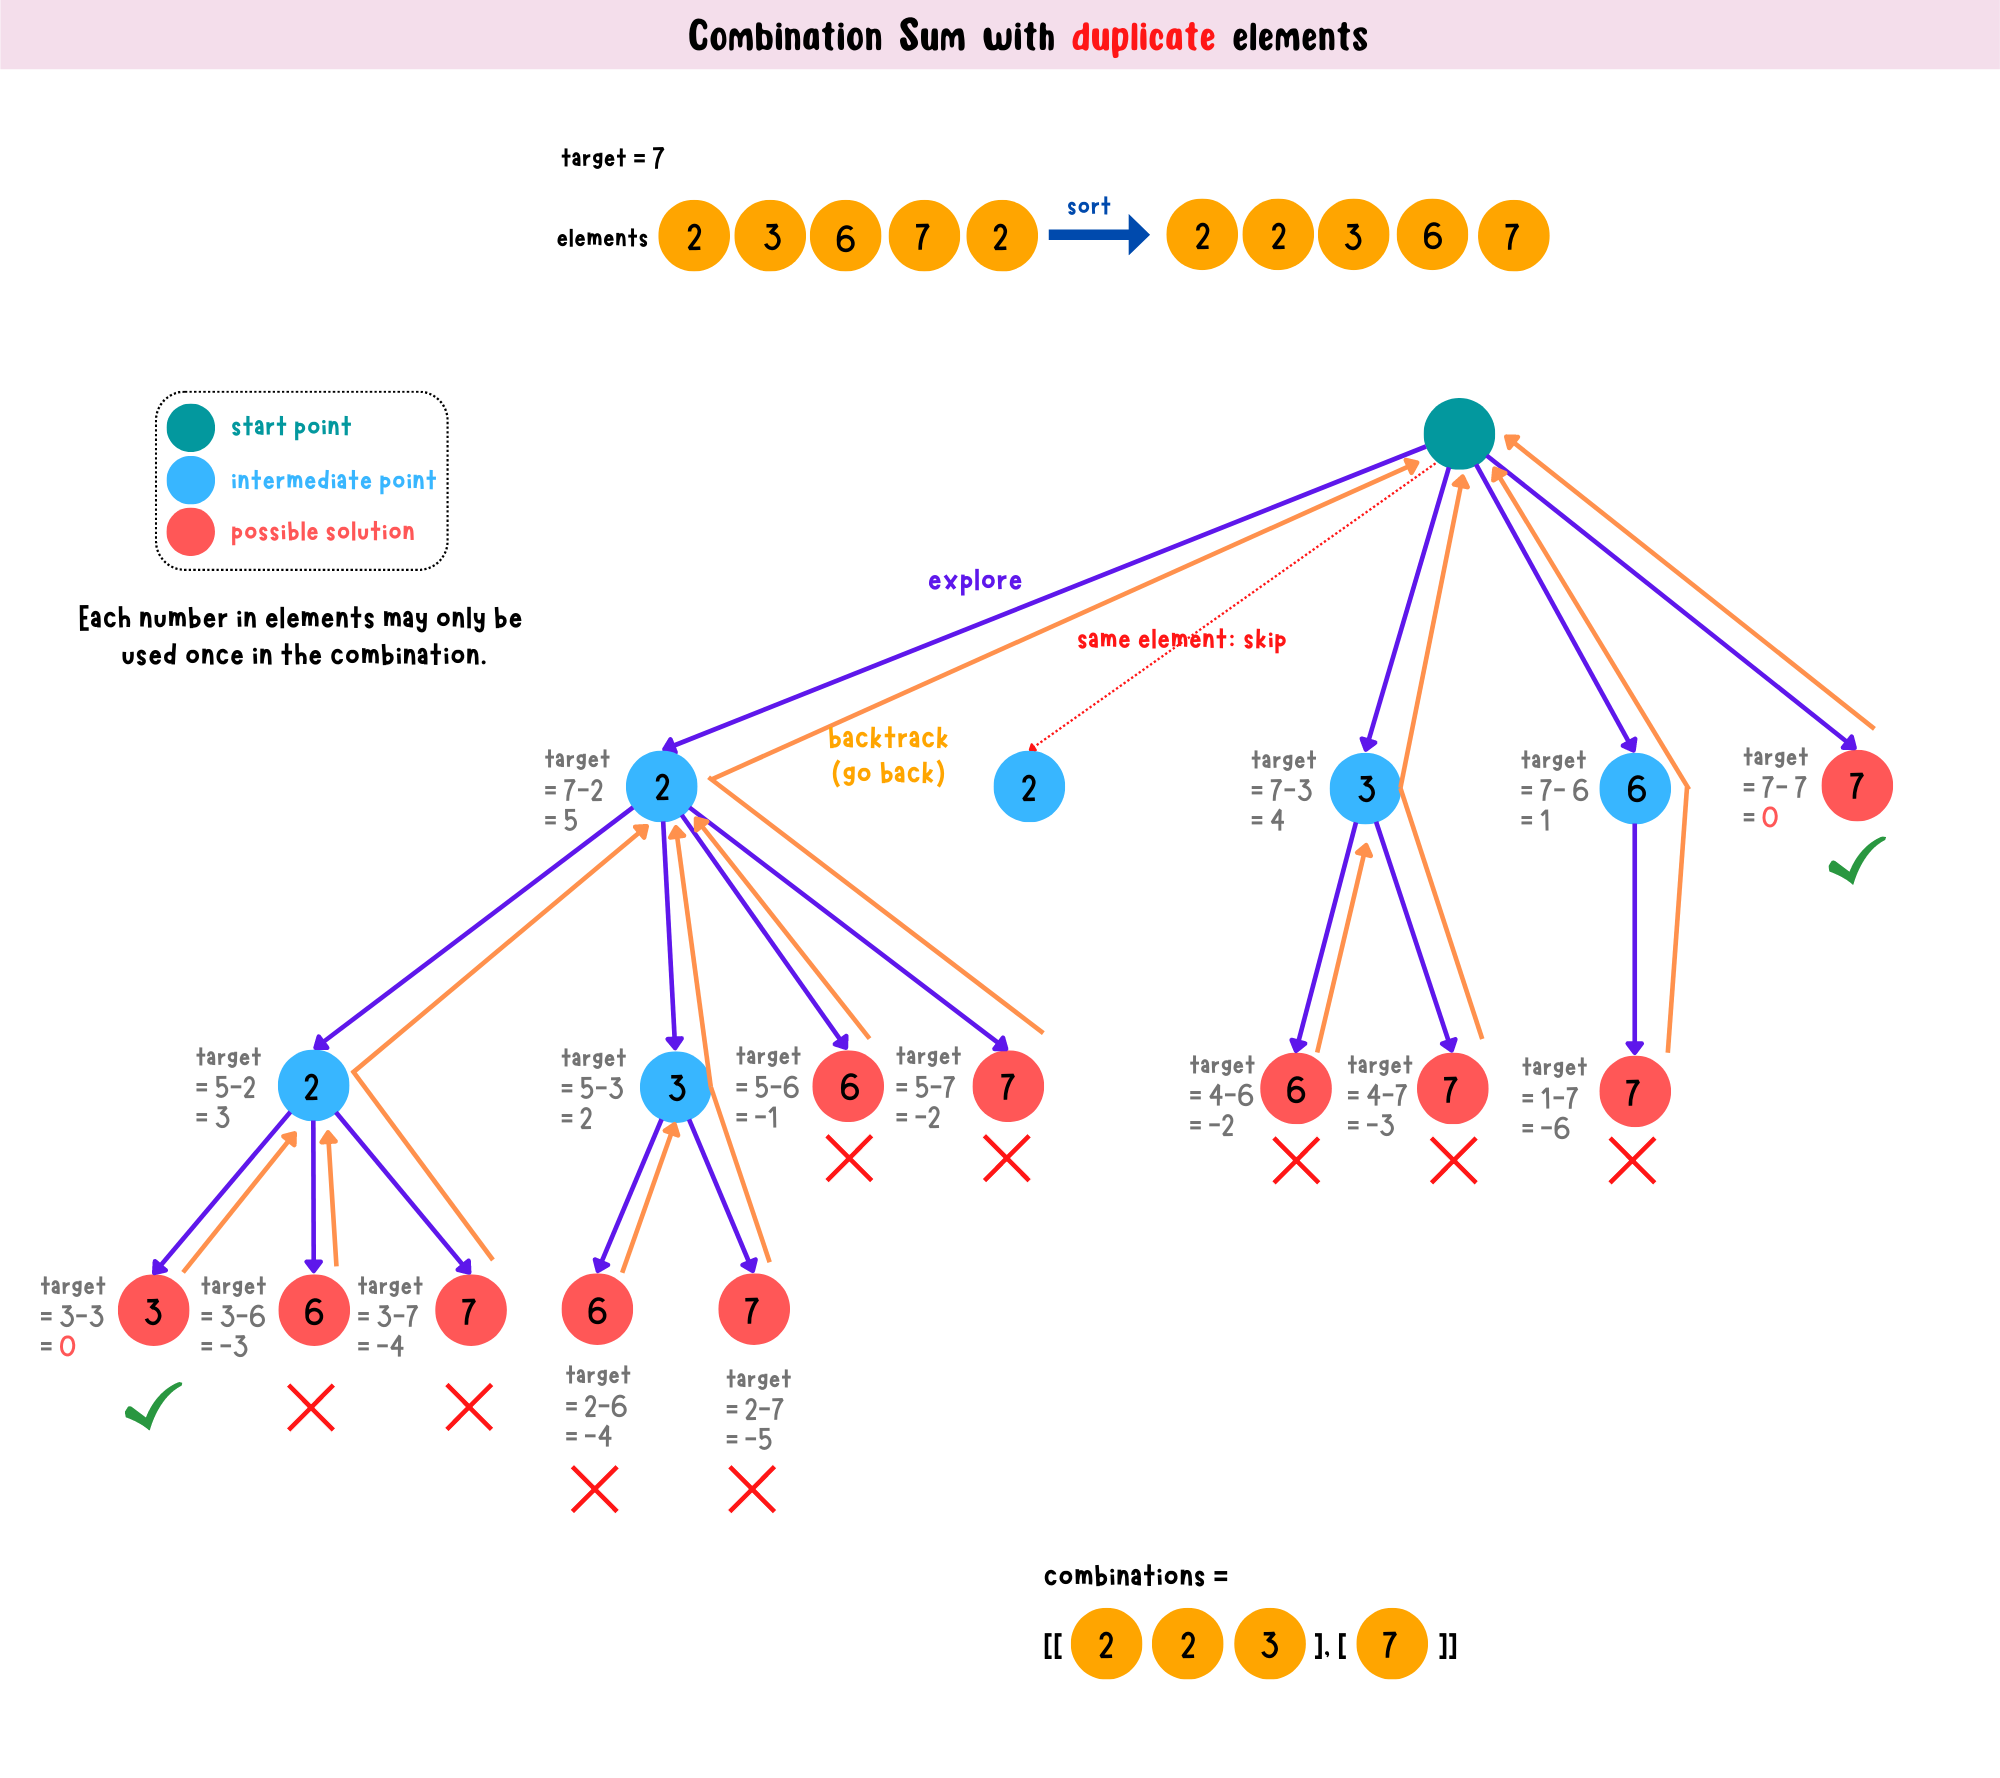 Combination Sum with duplicate elements
target = 7
elements 2 3 6 7 2 sort 2 2 3 6 7
start point
intermediate point
possible solution
Each number in elements may only be
used once in the combination.
explore
same element: skip
backtrack
(go back)
target
= 7-2
= 5
2
2
target
= 7-3
= 4
3
target
= 7- 6
= 1
6
target
= 7- 7
= 0
7
target
= 5-2
= 3
2
target
= 5-3
= 2
3
target
= 5-6
= -1
6
target
= 5-7
= -2
7
target
= 4-6
= -2
6
target
= 4-7
= -3
7
target
= 1-7
= -6
7
target
= 3-3
= 0
3
target
= 3-6
= -3
6
target
= 3-7
= -4
7
6
target
= 2-6
= -4
7
target
= 2-7
= -5
combinations =
[[ 2 2 3 ], [ 7 ]]